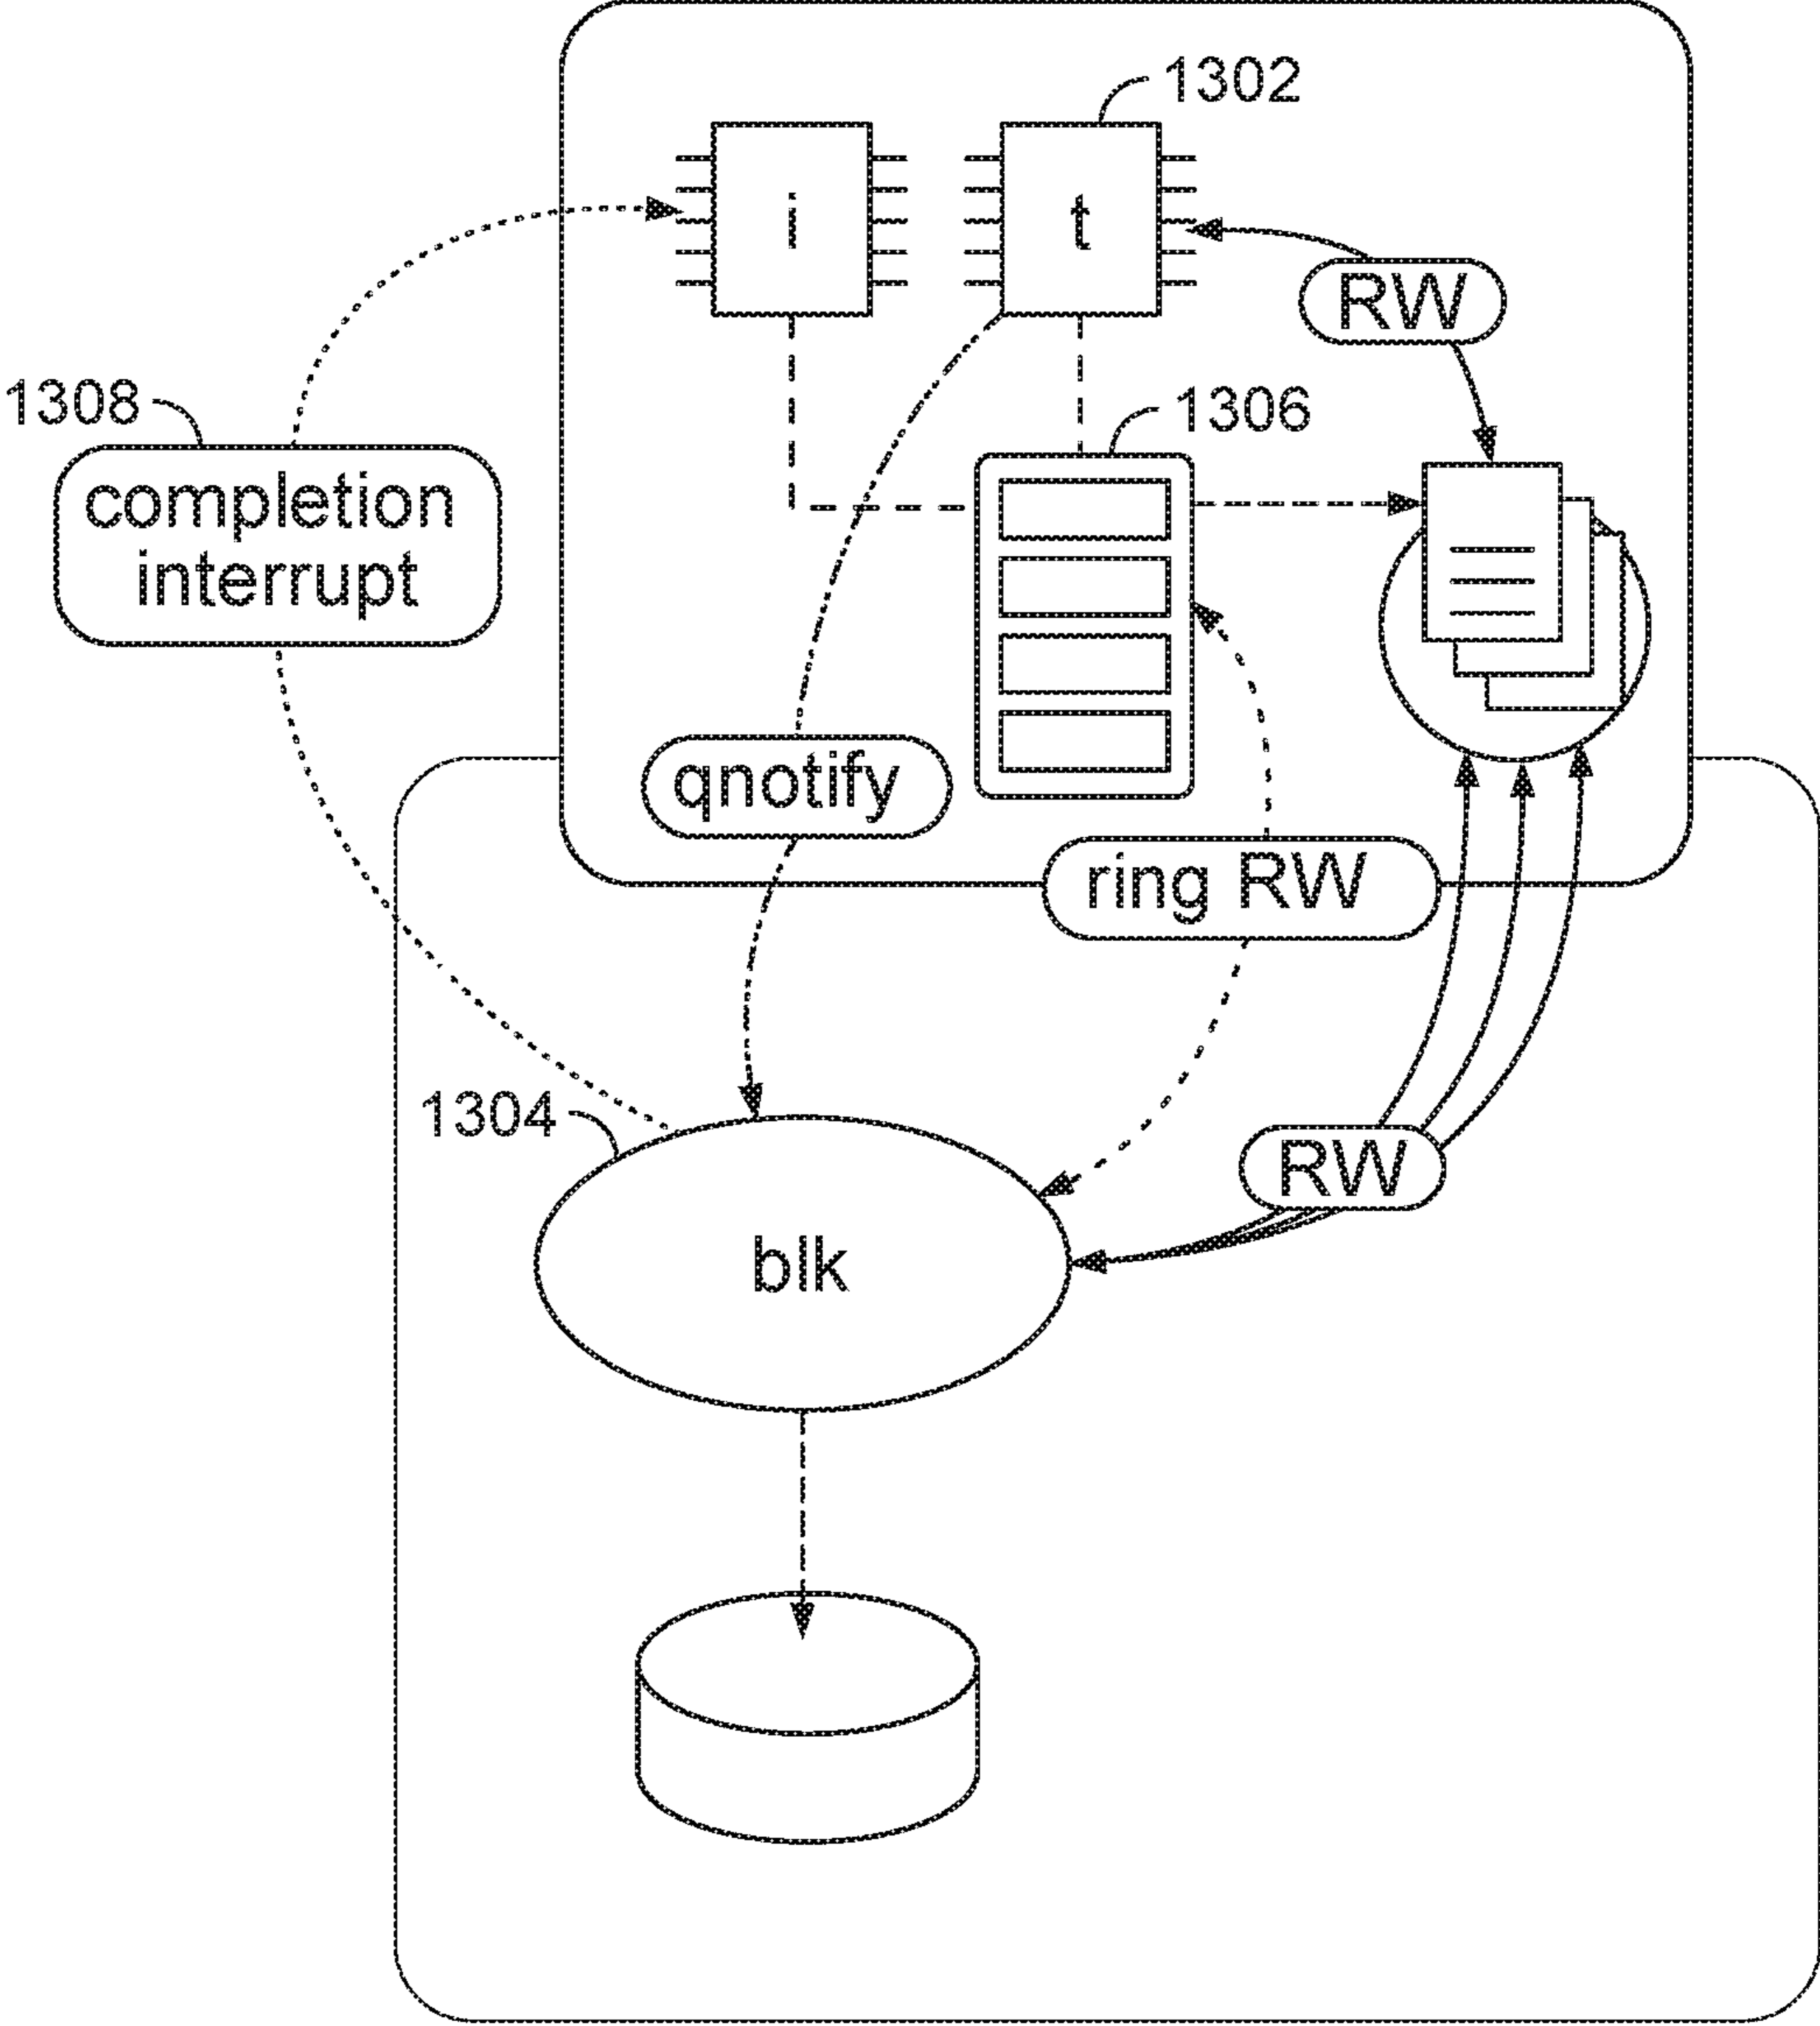 1302
i
t
RW
1308
1306
completion
interrupt
qnotify
ring RW
1304
RW
blk